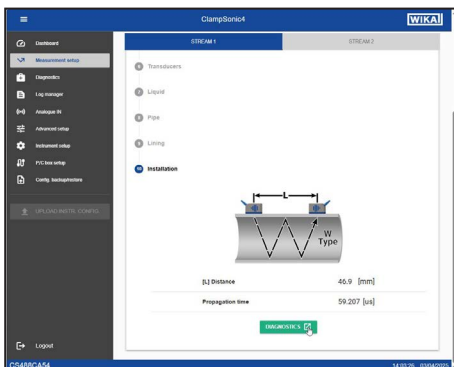 ClampSonic4
WIKA
Dashboard
Measurement setup
Diagnostics
Log manager
Analogue IN
Advanced setup
Instrument setup
P/C box setup
Config. backup/restore
UPLOAD INSTR. CONFIG.
Logout
STREAM 1
STREAM 2
Transducers
Liquid
Pipe
Lining
Installation
L
W
Type
[L] Distance 46.9 [mm]
Propagation time 59.207 [us]
DIAGNOSTICS
CS488CA54
14:03:26 03/04/2025